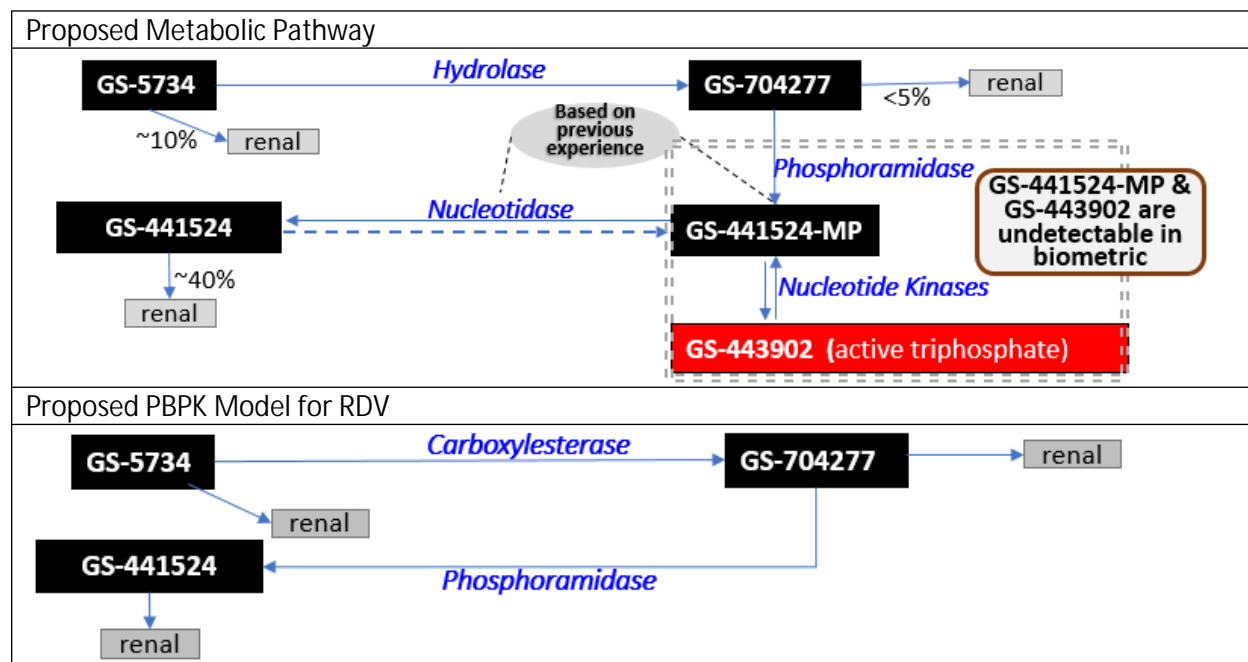 Proposed Metabolic Pathway
GS-5734
Hydrolase
GS-704277
<5%
renal
~10%
renal
Based on
previous
experience
Phosphoramidase
GS-441524-MP &
GS-443902 are
undetectable in
biometric
GS-441524
Nucleotidase
GS-441524-MP
~40%
renal
Nucleotide Kinases
GS-443902 (active triphosphate)
Proposed PBPK Model for RDV
GS-5734
Carboxylesterase
GS-704277
renal
renal
GS-441524
Phosphoramidase
renal